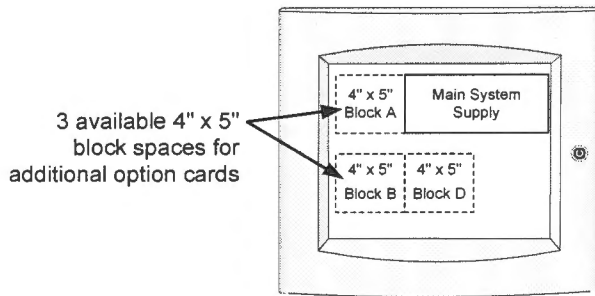 3 available 4" x 5"
block spaces for
additional option cards
4" x 5"
Block A
Main System
Supply
4" x 5"
Block B
4" x 5"
Block D